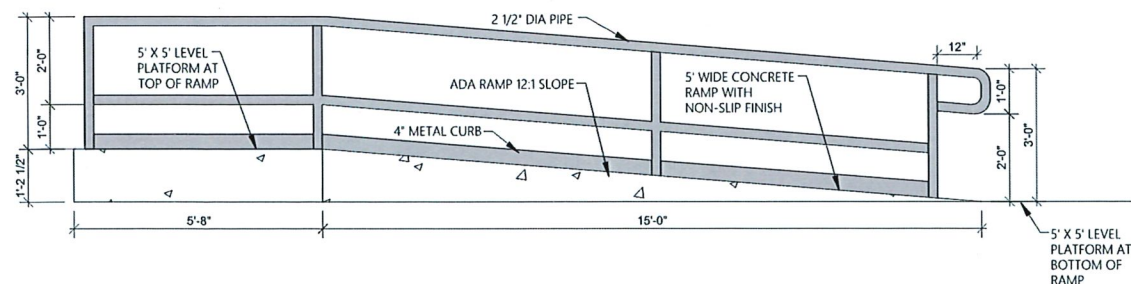 2 1/2" DIA PIPE
12"
5' X 5' LEVEL
PLATFORM AT
TOP OF RAMP
ADA RAMP 12:1 SLOPE
5' WIDE CONCRETE
RAMP WITH
NON-SLIP FINISH
4" METAL CURB
3'-0"
2'-0"
1'-0"
1'-2 1/2"
1'-0"
2'-0"
3'-0"
5'-8"
15'-0"
5' X 5' LEVEL
PLATFORM AT
BOTTOM OF
RAMP